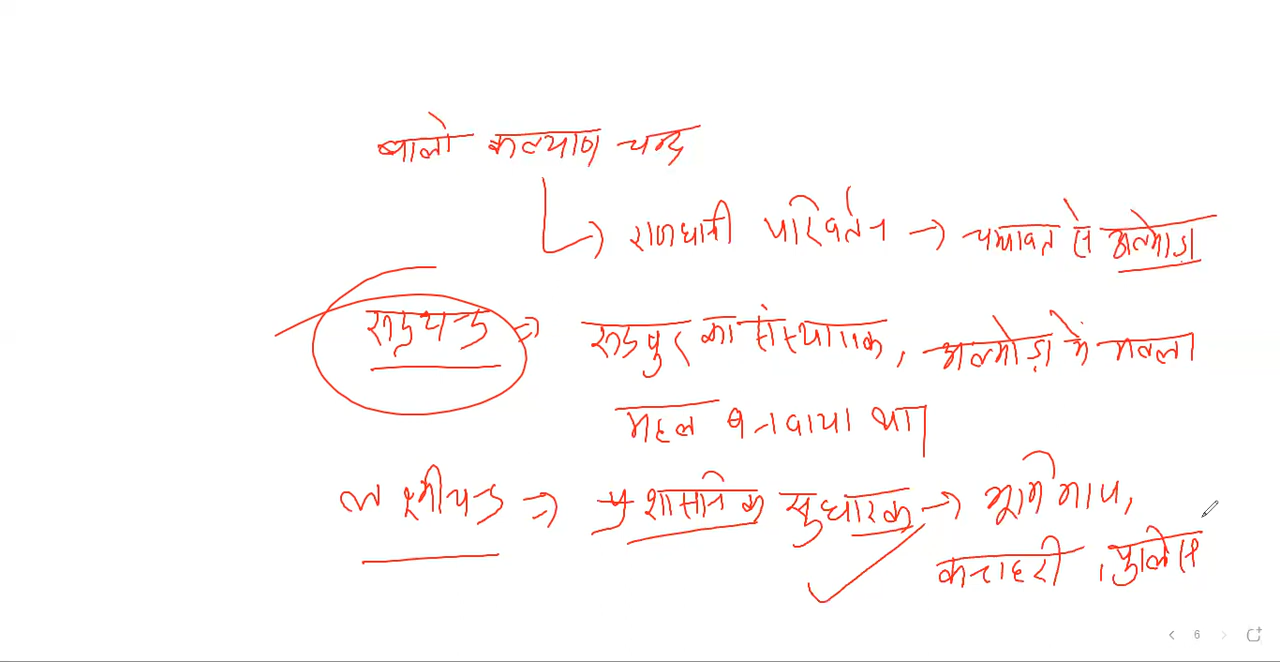 बालो कल्याण चन्द्र
↳ राजधानी परिवर्तन → चम्पावत से अल्मोड़ा
रुद्रचन्द्र ⇒ रुद्रपुर का संस्थापक, अल्मोड़ा में मल्ला
महल बनवाया था।
लक्ष्मीचन्द्र ⇒ प्रशासनिक सुधारक → भूमि माप,
कचहरी, पुलिस
6